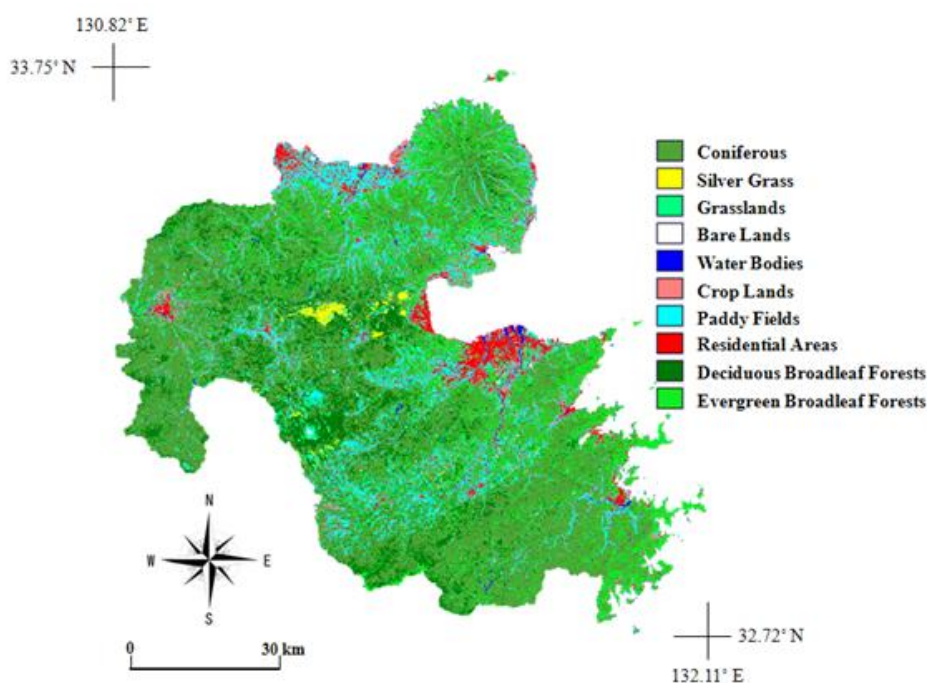 130.82° E
33.75° N
Coniferous
Silver Grass
Grasslands
Bare Lands
Water Bodies
Crop Lands
Paddy Fields
Residential Areas
Deciduous Broadleaf Forests
Evergreen Broadleaf Forests
N
W E
S
0 30 km
32.72° N
132.11° E